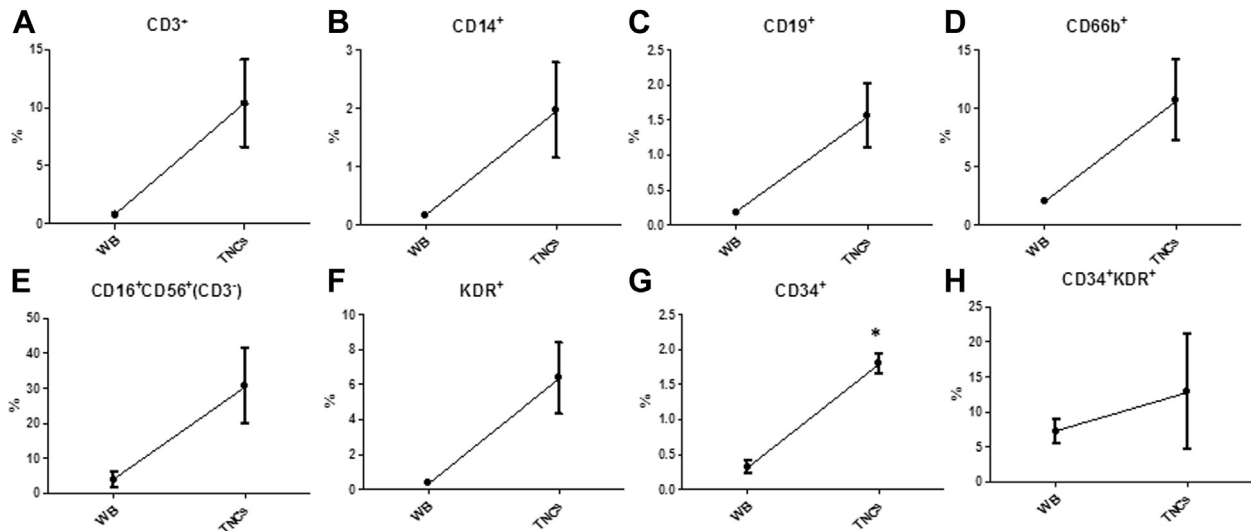 A
CD3⁺
15
10
5
0
%
WB
TNCs
B
CD14⁺
3
2
1
0
%
WB
TNCs
C
CD19⁺
2.5
2.0
1.5
1.0
0.5
0.0
%
WB
TNCs
D
CD66b⁺
15
10
5
0
%
WB
TNCs
E
CD16⁺CD56⁺(CD3⁻)
50
40
30
20
10
0
%
WB
TNCs
F
KDR⁺
10
8
6
4
2
0
%
WB
TNCs
G
CD34⁺
2.5
2.0
1.5
1.0
0.5
0.0
%
*
WB
TNCs
H
CD34⁺KDR⁺
25
20
15
10
5
0
%
WB
TNCs